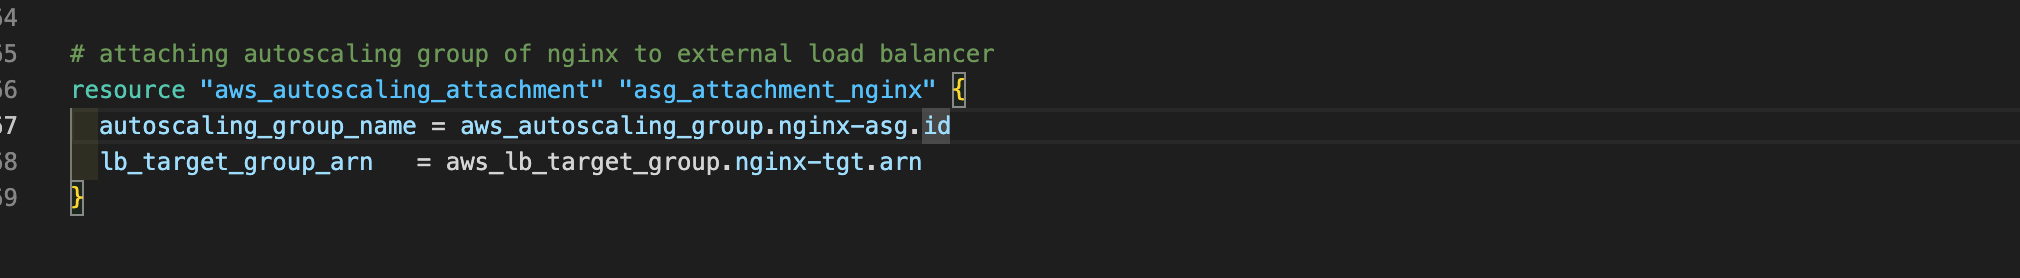 54
55 # attaching autoscaling group of nginx to external load balancer
56 resource "aws_autoscaling_attachment" "asg_attachment_nginx" {
57   autoscaling_group_name = aws_autoscaling_group.nginx-asg.id
58   lb_target_group_arn   = aws_lb_target_group.nginx-tgt.arn
59 }